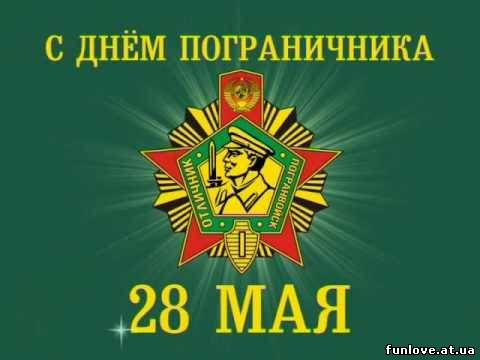 С ДНЁМ ПОГРАНИЧНИКА
ОТЛИЧНИК
ПОГРАНВОЙСК
I
28 МАЯ
funlove.at.ua